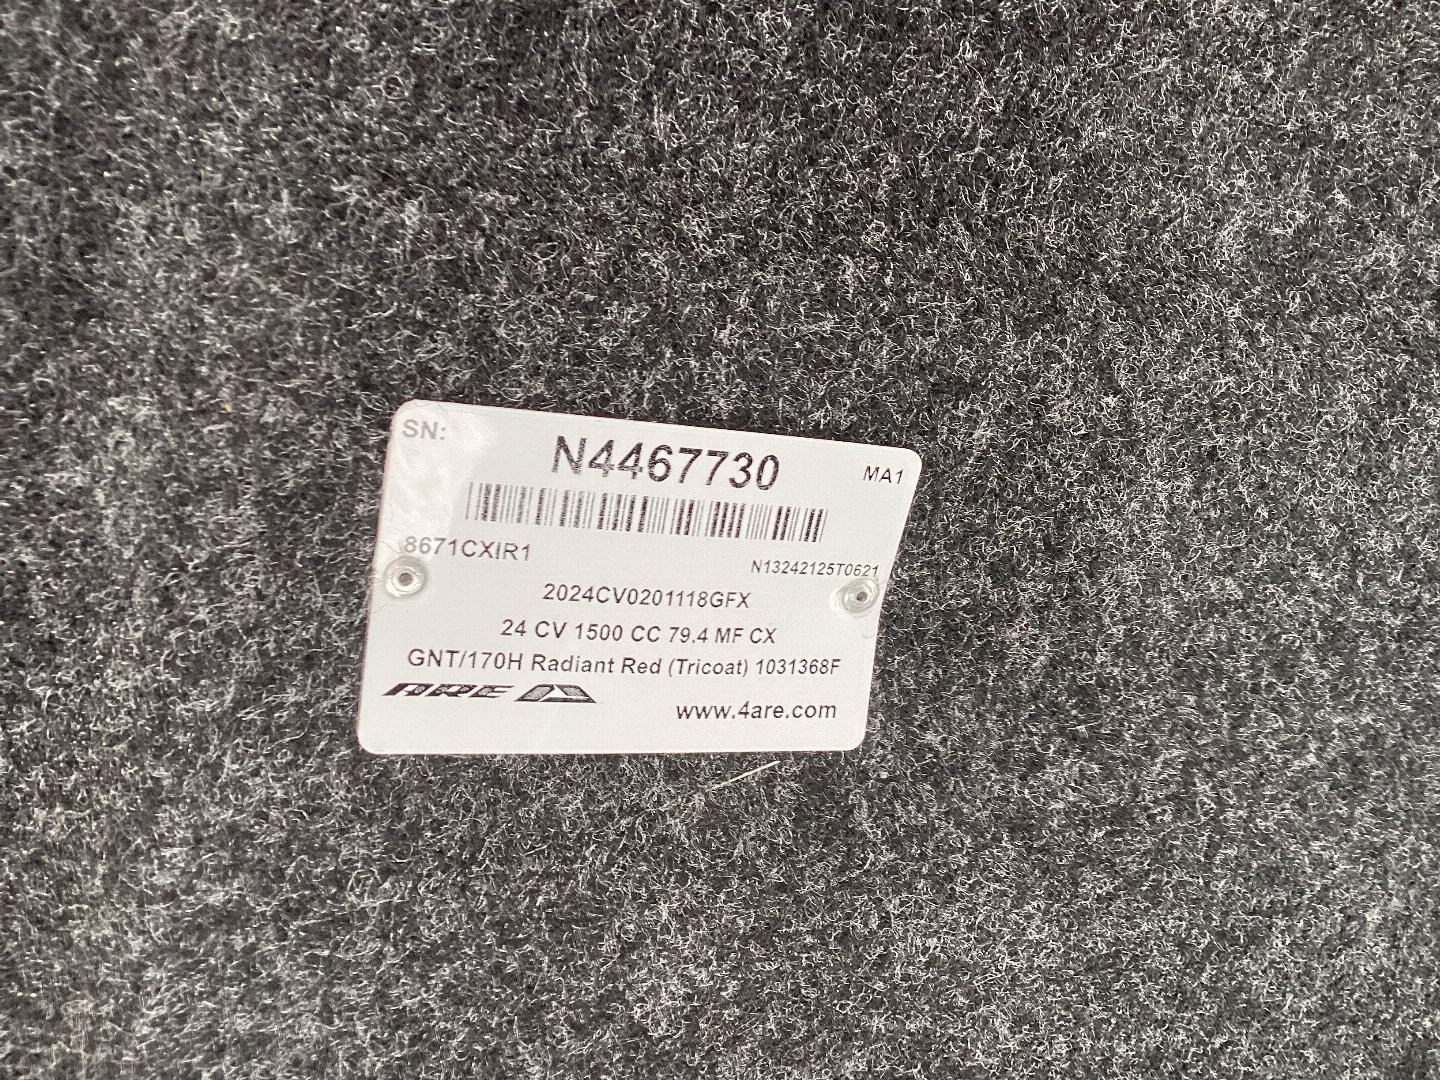 SN:
N4467730
MA1
8671CXIR1
N13242125T0621
2024CV0201118GFX
24 CV 1500 CC 79.4 MF CX
GNT/170H Radiant Red (Tricoat) 1031368F
ARE
www.4are.com